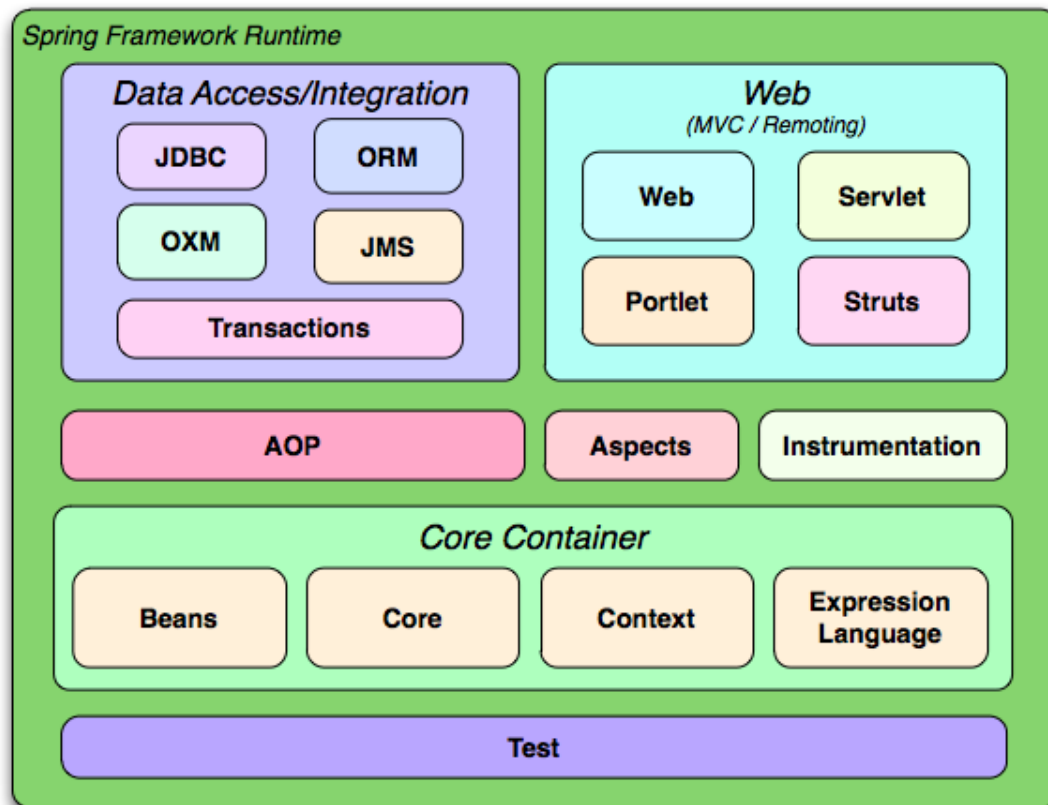 Spring Framework Runtime
Data Access/Integration
JDBC
ORM
OXM
JMS
Transactions
Web
(MVC / Remoting)
Web
Servlet
Portlet
Struts
AOP
Aspects
Instrumentation
Core Container
Beans
Core
Context
Expression
Language
Test